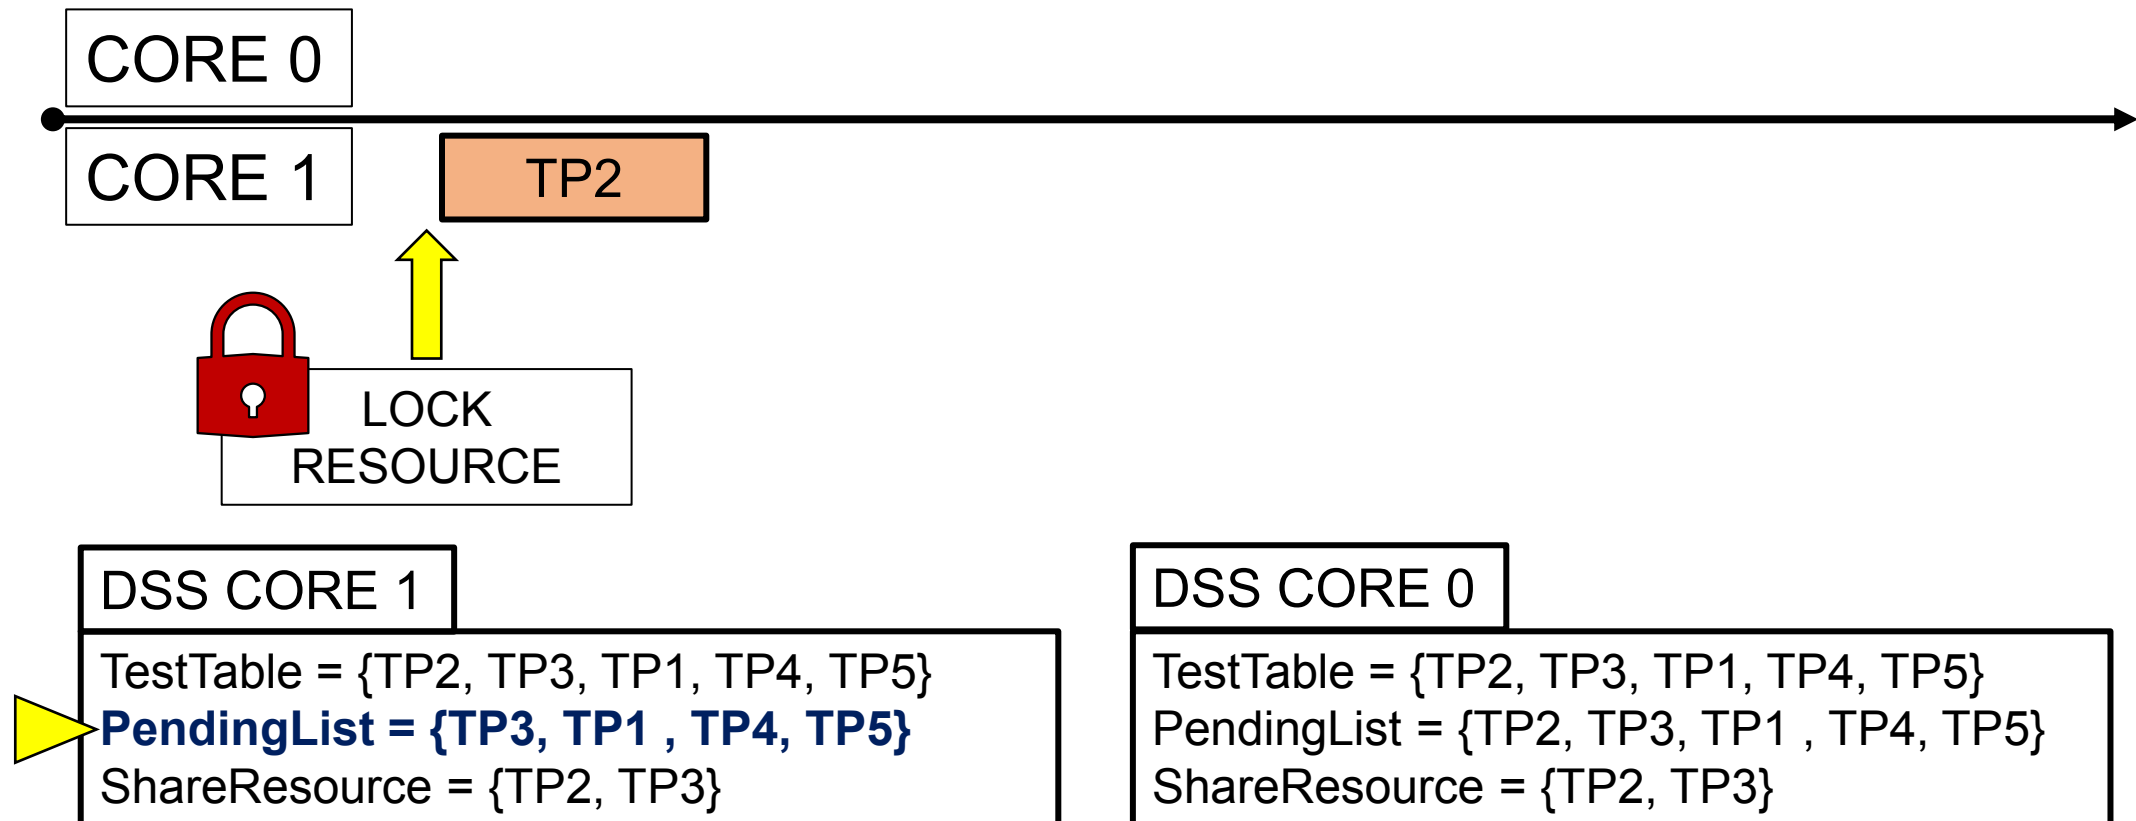 CORE 0
CORE 1
TP2
LOCK
RESOURCE
DSS CORE 1
TestTable = {TP2, TP3, TP1, TP4, TP5}
PendingList = {TP3, TP1 , TP4, TP5}
ShareResource = {TP2, TP3}
DSS CORE 0
TestTable = {TP2, TP3, TP1, TP4, TP5}
PendingList = {TP2, TP3, TP1 , TP4, TP5}
ShareResource = {TP2, TP3}